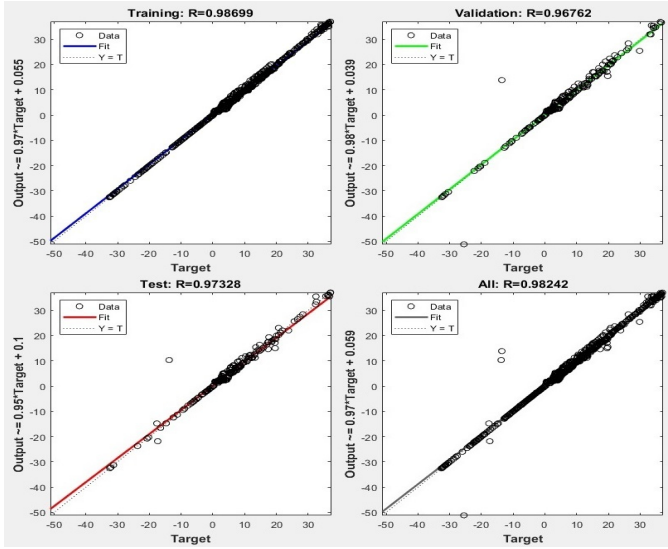 Training: R=0.98699
Output ~= 0.97*Target + 0.055
30
20
10
0
-10
-20
-30
-40
-50
Data
Fit
Y = T
-50 -40 -30 -20 -10 0 10 20 30
Target
Validation: R=0.96762
Output ~= 0.98*Target + 0.039
30
20
10
0
-10
-20
-30
-40
-50
Data
Fit
Y = T
-50 -40 -30 -20 -10 0 10 20 30
Target
Test: R=0.97328
Output ~= 0.95*Target + 0.1
30
20
10
0
-10
-20
-30
-40
-50
Data
Fit
Y = T
-50 -40 -30 -20 -10 0 10 20 30
Target
All: R=0.98242
Output ~= 0.97*Target + 0.059
30
20
10
0
-10
-20
-30
-40
-50
Data
Fit
Y = T
-50 -40 -30 -20 -10 0 10 20 30
Target